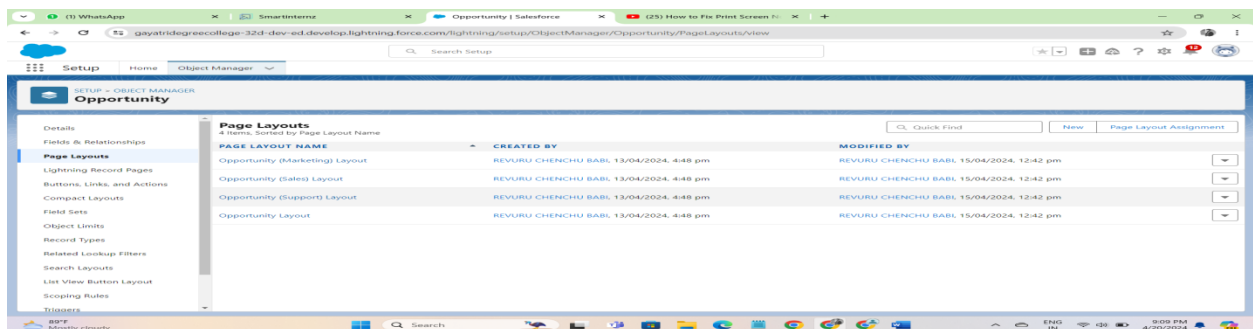 (1) WhatsApp
Smartinternz
Opportunity | Salesforce
(25) How to Fix Print Screen
gayatridegreecollege-32d-dev-ed.develop.lightning.force.com/lightning/setup/ObjectManager/Opportunity/PageLayouts/view
Search Setup
12
Setup Home Object Manager
SETUP > OBJECT MANAGER
Opportunity
Details
Fields & Relationships
Page Layouts
Lightning Record Pages
Buttons, Links, and Actions
Compact Layouts
Field Sets
Object Limits
Record Types
Related Lookup Filters
Search Layouts
List View Button Layout
Scoping Rules
Triggers
Page Layouts
4 Items, Sorted by Page Layout Name
Quick Find
New
Page Layout Assignment
PAGE LAYOUT NAME CREATED BY MODIFIED BY
Opportunity (Marketing) Layout REVURU CHENCHU BABI, 13/04/2024, 4:48 pm REVURU CHENCHU BABI, 15/04/2024, 12:42 pm
Opportunity (Sales) Layout REVURU CHENCHU BABI, 13/04/2024, 4:48 pm REVURU CHENCHU BABI, 15/04/2024, 12:42 pm
Opportunity (Support) Layout REVURU CHENCHU BABI, 13/04/2024, 4:48 pm REVURU CHENCHU BABI, 15/04/2024, 12:42 pm
Opportunity Layout REVURU CHENCHU BABI, 13/04/2024, 4:48 pm REVURU CHENCHU BABI, 15/04/2024, 12:42 pm
89°F
Mostly cloudy
Search
ENG
IN
9:09 PM
4/20/2024